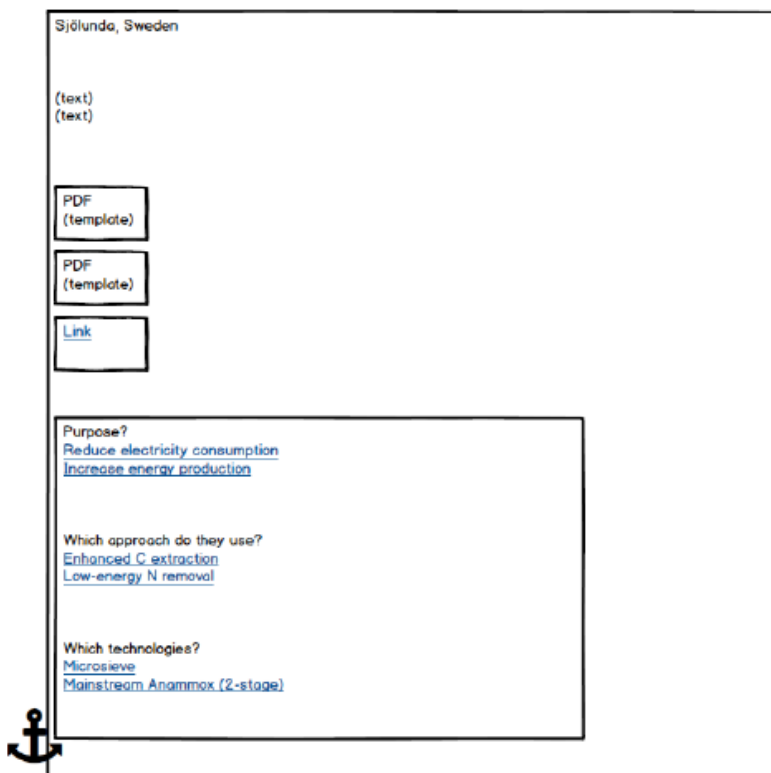 Sjölunda, Sweden
(text)
(text)
PDF
(template)
PDF
(template)
Link
Purpose?
Reduce electricity consumption
Increase energy production
Which approach do they use?
Enhanced C extraction
Low-energy N removal
Which technologies?
Microsieve
Mainstream Anammox (2-stage)